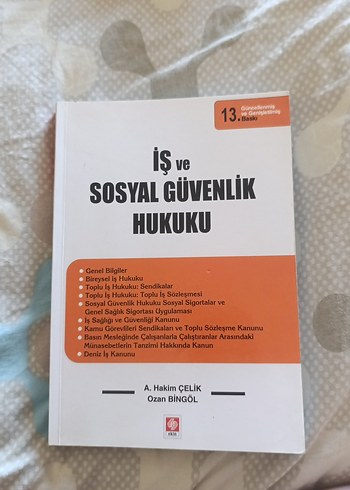 13. Güncellenmiş
ve Genişletilmiş
Baskı
İŞ ve
SOSYAL GÜVENLİK
HUKUKU
• Genel Bilgiler
• Bireysel İş Hukuku
• Toplu İş Hukuku: Sendikalar
• Toplu İş Hukuku: Toplu İş Sözleşmesi
• Sosyal Güvenlik Hukuku Sosyal Sigortalar ve
Genel Sağlık Sigortası Uygulaması
• İş Sağlığı ve Güvenliği Kanunu
• Kamu Görevlileri Sendikaları ve Toplu Sözleşme Kanunu
• Basın Mesleğinde Çalışanlarla Çalıştıranlar Arasındaki
Münasebetlerin Tanzimi Hakkında Kanun
• Deniz İş Kanunu
A. Hakim ÇELİK
Ozan BİNGÖL